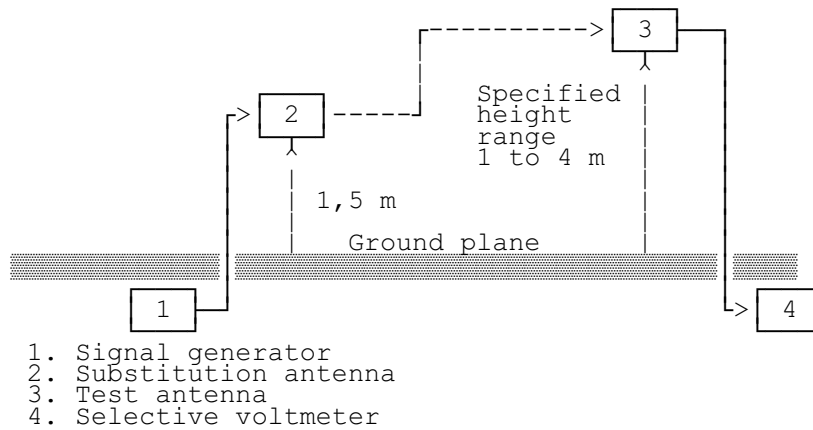 3
2
Specified
height
range
1 to 4 m
1,5 m
Ground plane
1
4
1. Signal generator
2. Substitution antenna
3. Test antenna
4. Selective voltmeter